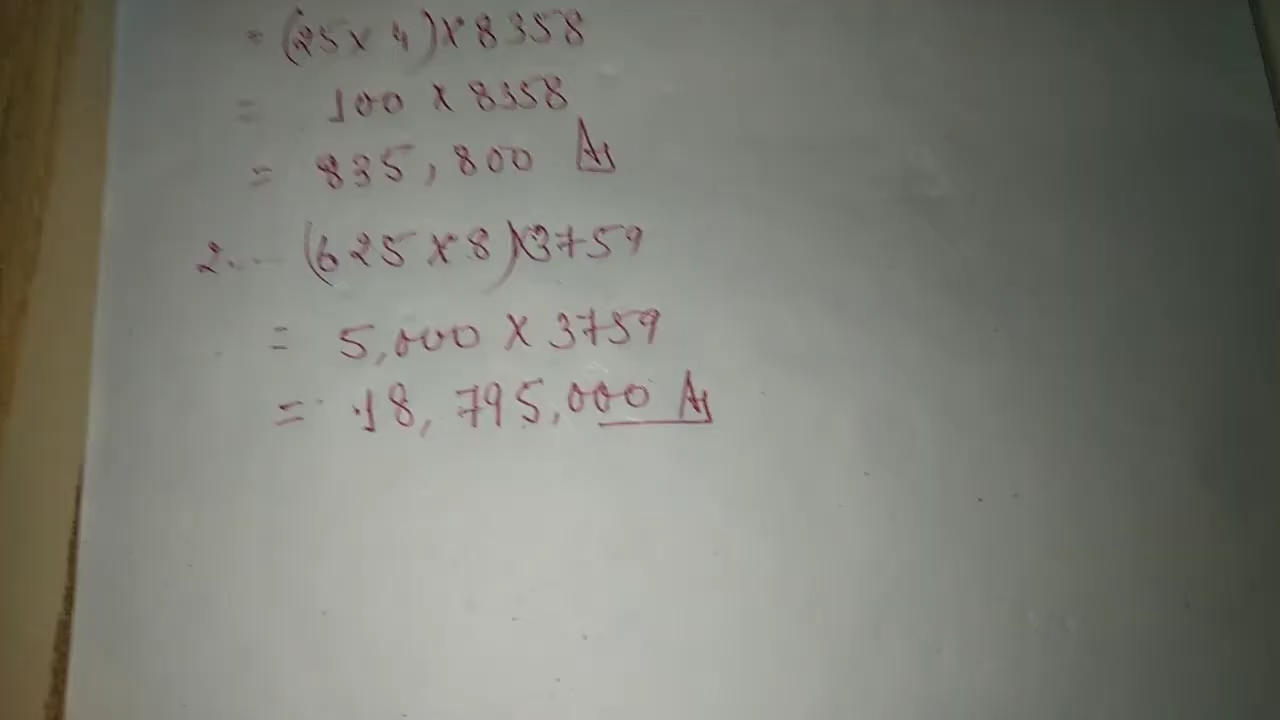 = (25 x 4) x 8358
= 100 x 8358
= 835,800 As
2. (625 x 8) x 3759
= 5,000 x 3759
= 18,795,000 As